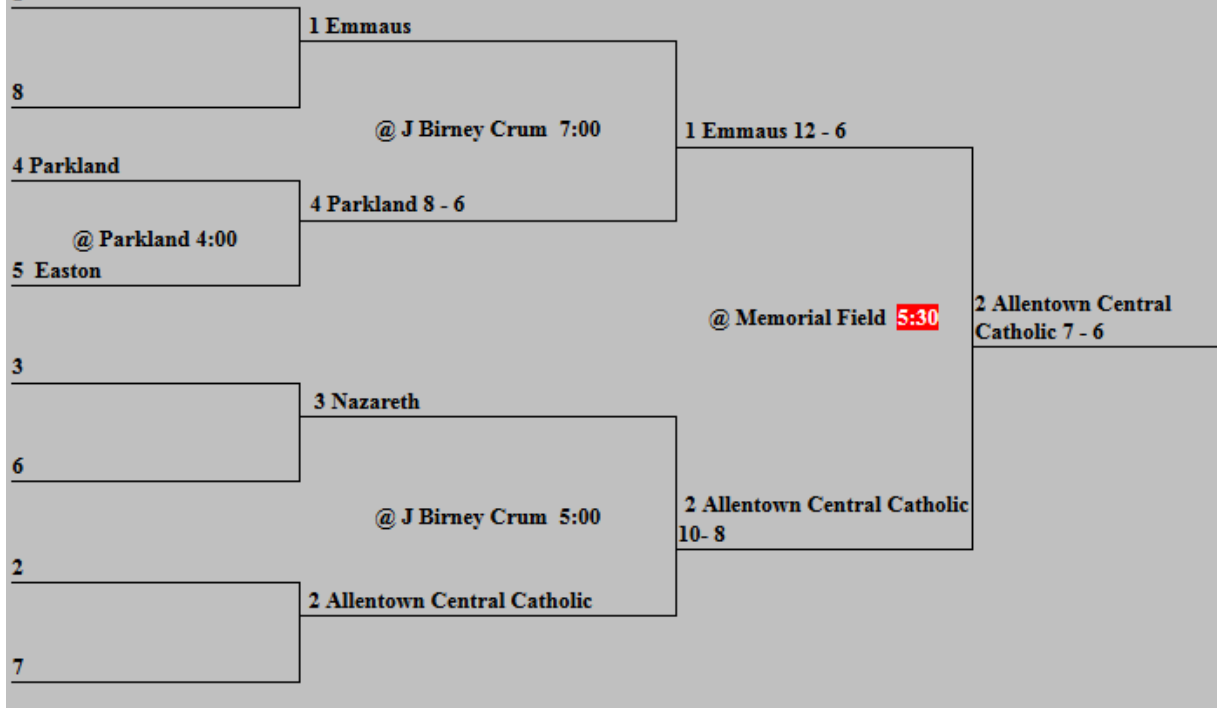 1 Emmaus
8
@ J Birney Crum 7:00
1 Emmaus 12 - 6
4 Parkland
4 Parkland 8 - 6
@ Parkland 4:00
5 Easton
@ Memorial Field 5:30
2 Allentown Central
Catholic 7 - 6
3
3 Nazareth
6
@ J Birney Crum 5:00
2 Allentown Central Catholic
10- 8
2
2 Allentown Central Catholic
7